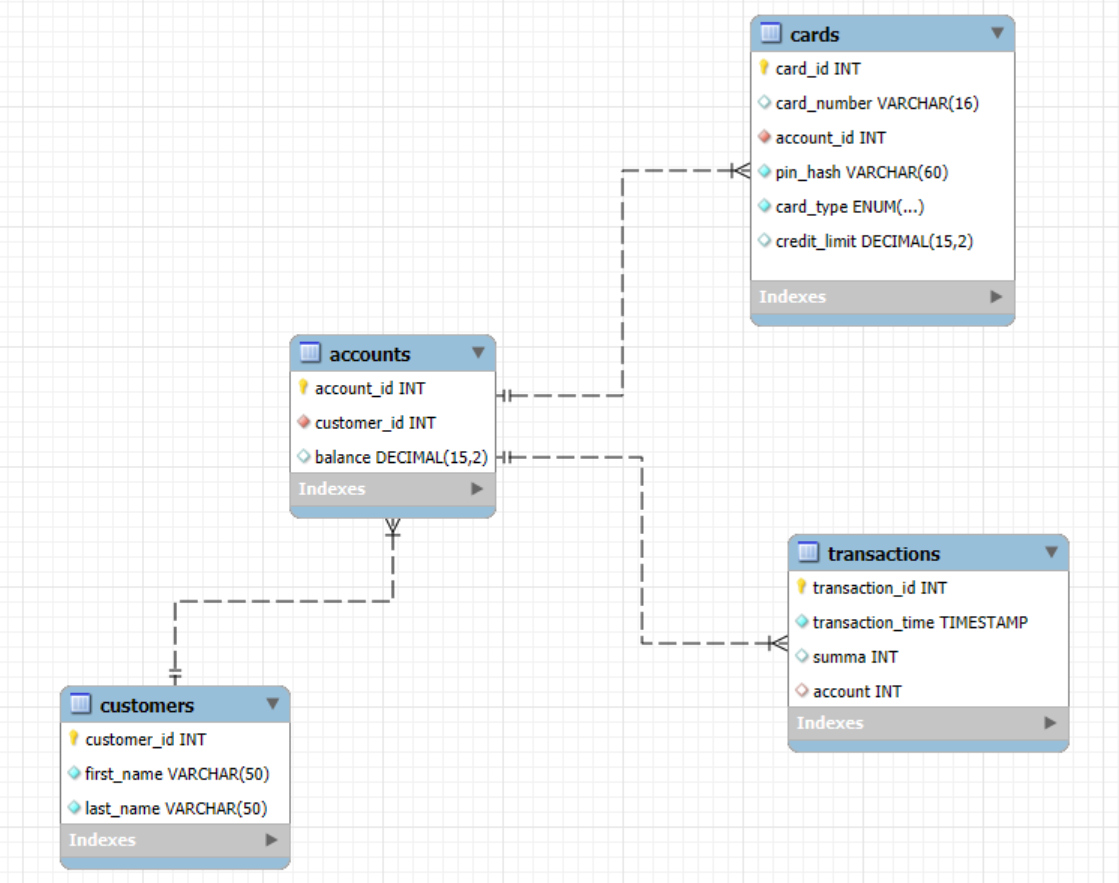 cards
card_id INT
card_number VARCHAR(16)
account_id INT
pin_hash VARCHAR(60)
card_type ENUM(...)
credit_limit DECIMAL(15,2)
Indexes
accounts
account_id INT
customer_id INT
balance DECIMAL(15,2)
Indexes
transactions
transaction_id INT
transaction_time TIMESTAMP
summa INT
account INT
Indexes
customers
customer_id INT
first_name VARCHAR(50)
last_name VARCHAR(50)
Indexes